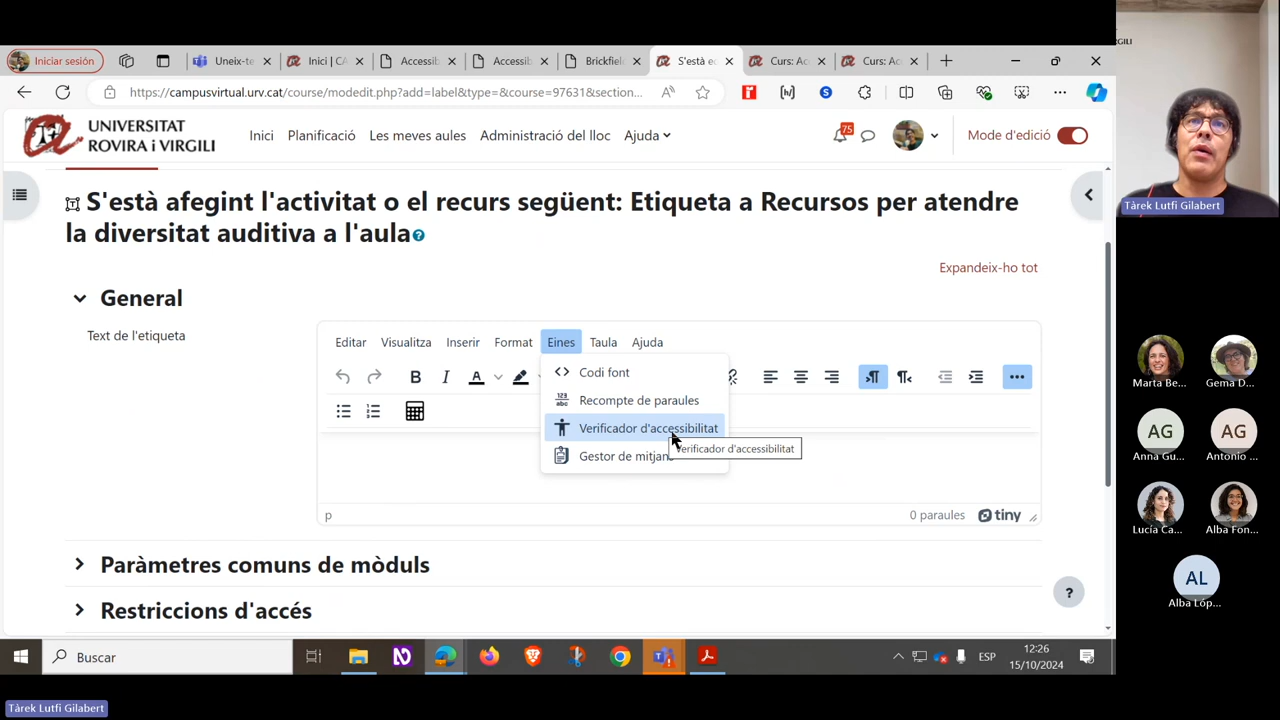 Iniciar sesión
Uneix-te
Inici | CA
Accessib
Accessib
Brickfiel
S'està e
Curs: Ac
Curs: Ac
https://campusvirtual.urv.cat/course/modedit.php?add=label&type=&course=97631&section...
UNIVERSITAT
ROVIRA i VIRGILI
Inici
Planificació
Les meves aules
Administració del lloc
Ajuda
75
Mode d'edició
S'està afegint l'activitat o el recurs següent: Etiqueta a Recursos per atendre
la diversitat auditiva a l'aula
Expandeix-ho tot
General
Text de l'etiqueta
Editar
Visualitza
Inserir
Format
Eines
Taula
Ajuda
Codi font
Recompte de paraules
Verificador d'accessibilitat
Verificador d'accessibilitat
Gestor de mitjans
p
0 paraules
tiny
Paràmetres comuns de mòduls
Restriccions d'accés
?
Buscar
ESP
12:26
15/10/2024
GILI
Tàrek Lutfi Gilabert
Marta Be...
Gema D...
AG
AG
Anna Gu...
Antonio ...
Lucía Ca...
Alba Fon...
AL
Alba Lóp...
Tàrek Lutfi Gilabert